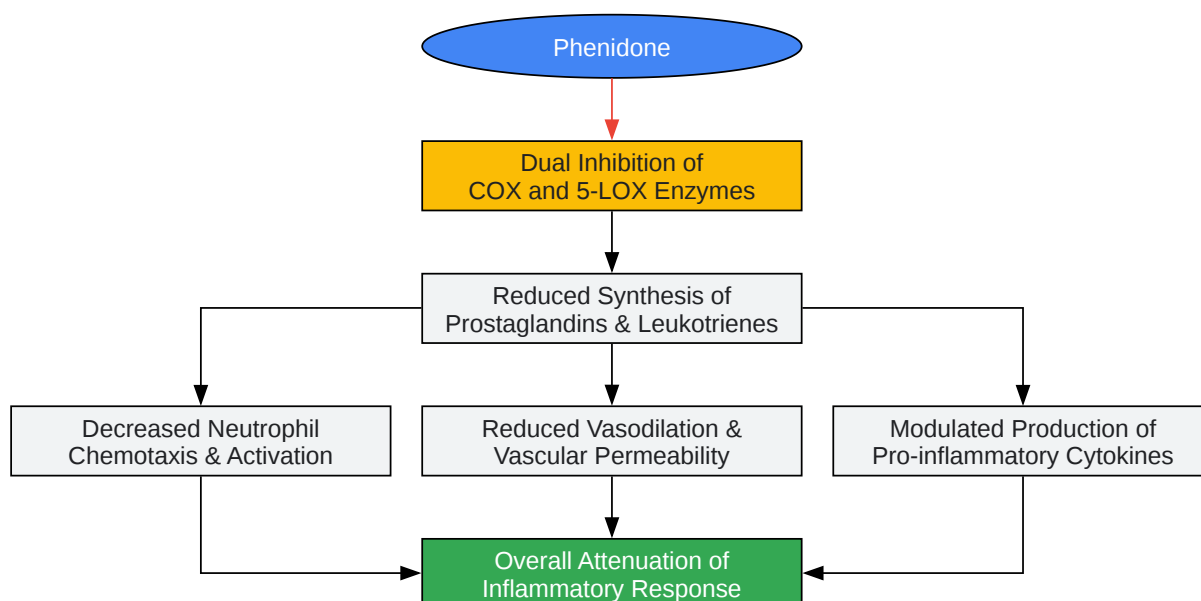 Phenidone
Dual Inhibition of
COX and 5-LOX Enzymes
Reduced Synthesis of
Prostaglandins & Leukotrienes
Decreased Neutrophil
Chemotaxis & Activation
Reduced Vasodilation &
Vascular Permeability
Modulated Production of
Pro-inflammatory Cytokines
Overall Attenuation of
Inflammatory Response